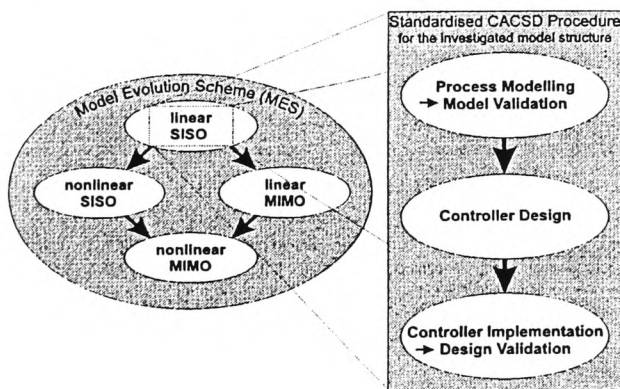 Model Evolution Scheme (MES)
linear
SISO
nonlinear
SISO
linear
MIMO
nonlinear
MIMO
Standardised CACSD Procedure
for the investigated model structure
Process Modelling
→ Model Validation
Controller Design
Controller Implementation
→ Design Validation